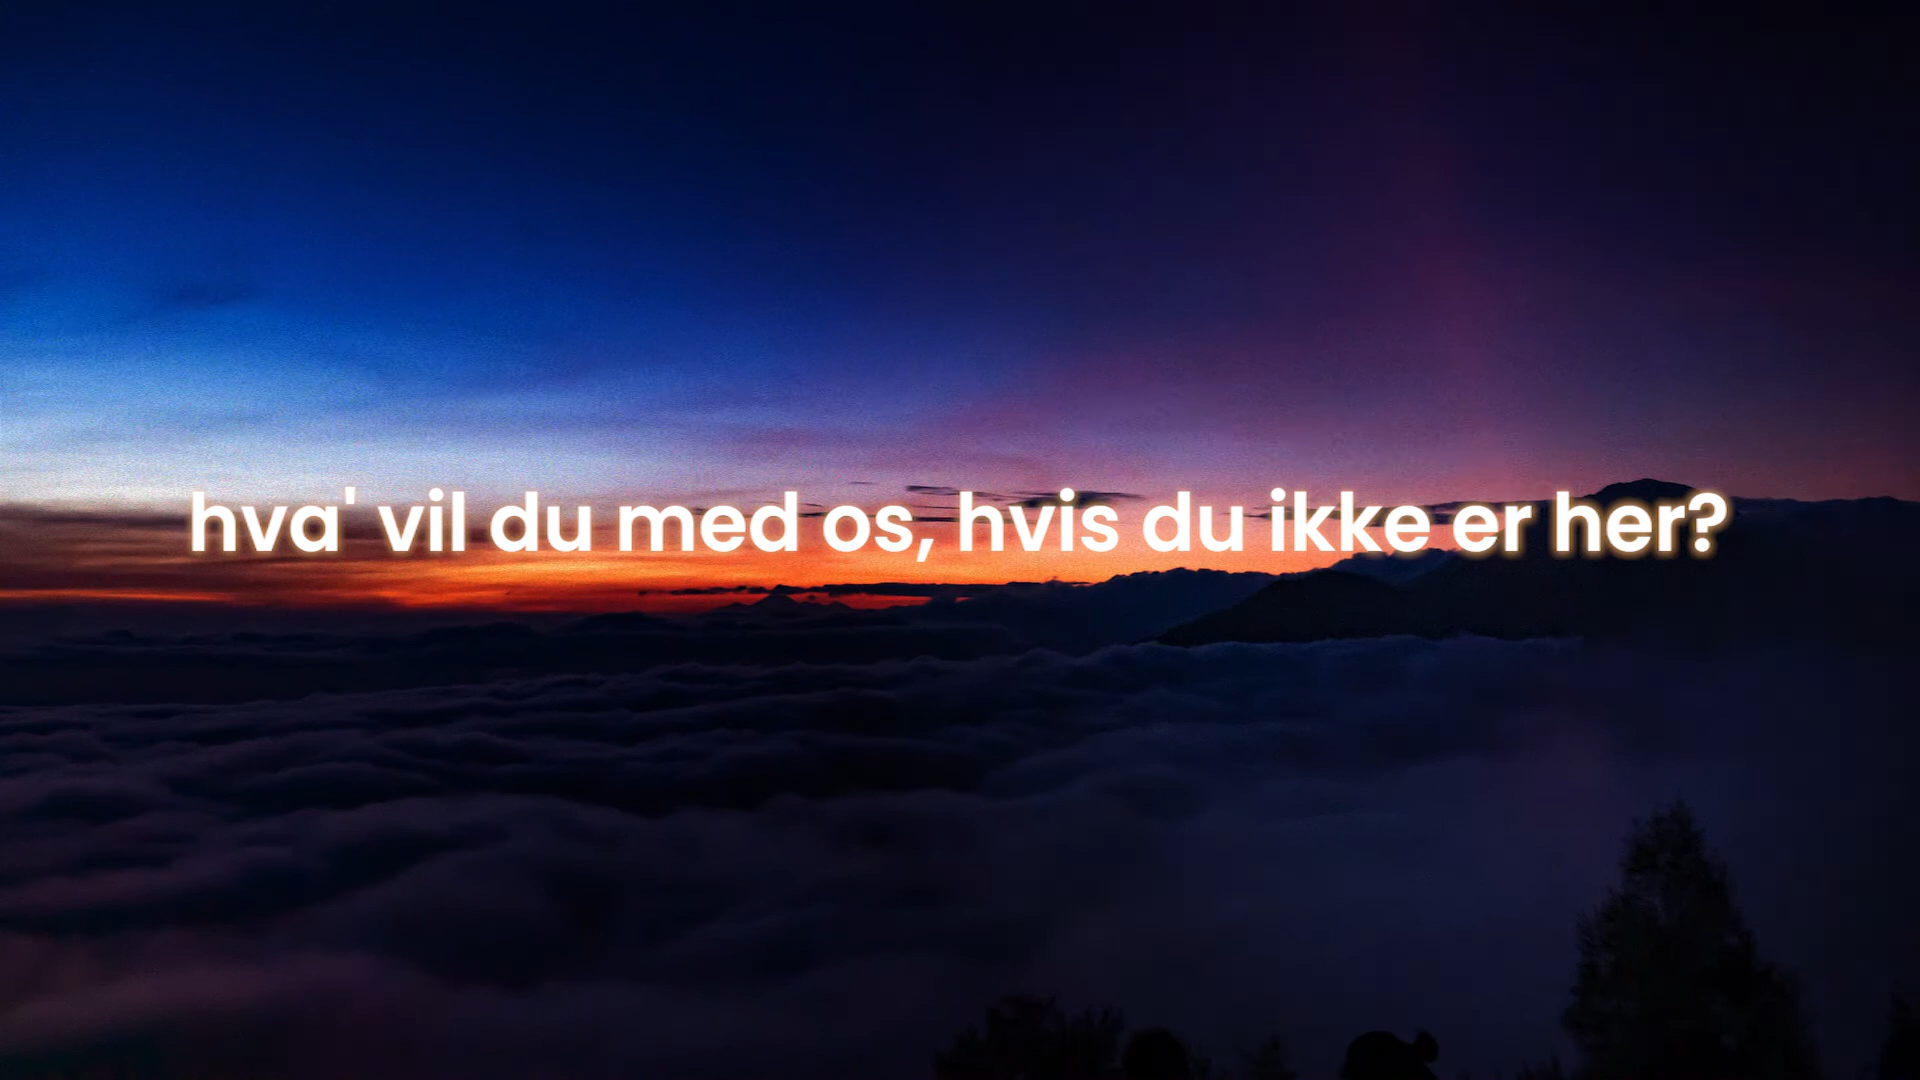 hva' vil du med os, hvis du ikke er her?